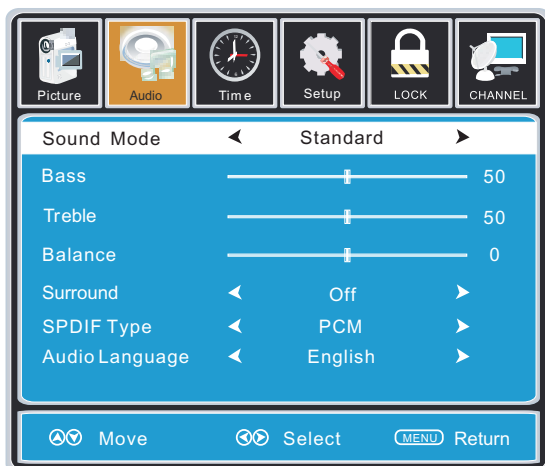 Picture Audio Time Setup LOCK CHANNEL
Sound Mode Standard
Bass 50
Treble 50
Balance 0
Surround Off
SPDIF Type PCM
Audio Language English
Move Select MENU Return